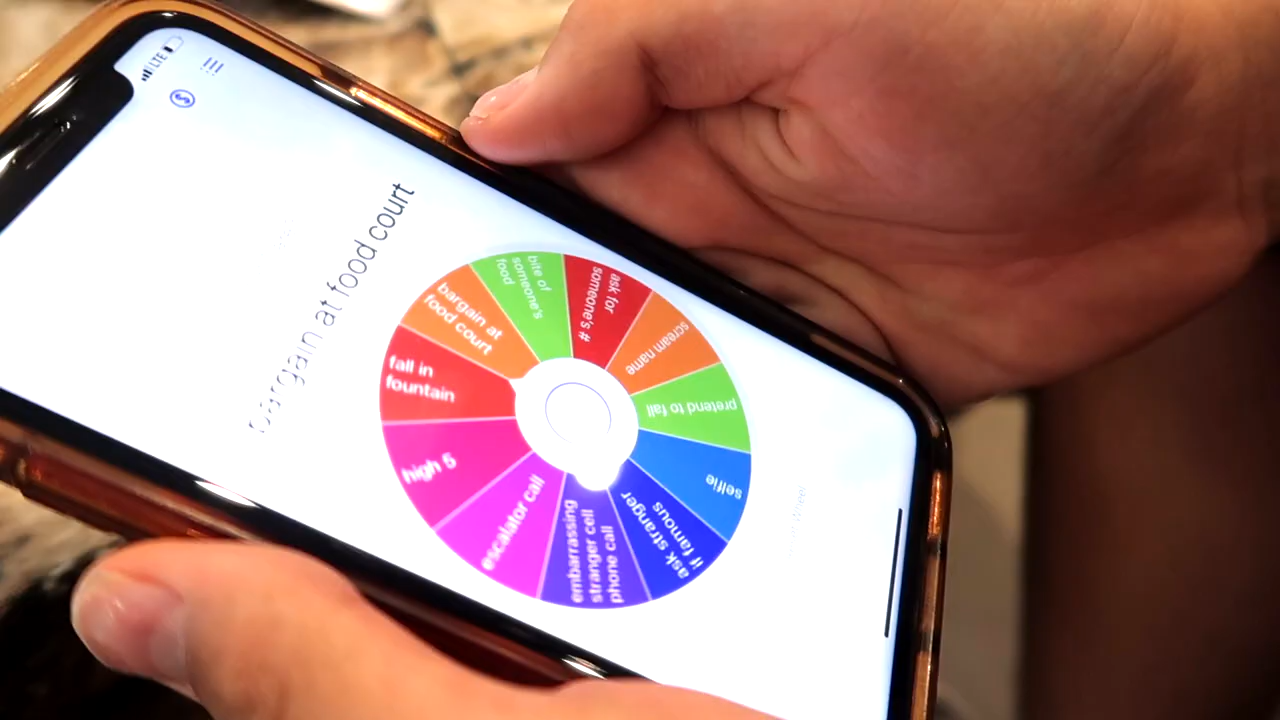 LTE
bargain at food court
bite of
someone's
food
ask for
someone's #
scream name
pretend to fall
selfie
ask stranger
if famous
embarrassing
stranger cell
phone call
escalator call
high 5
fall in
fountain
bargain at
food court